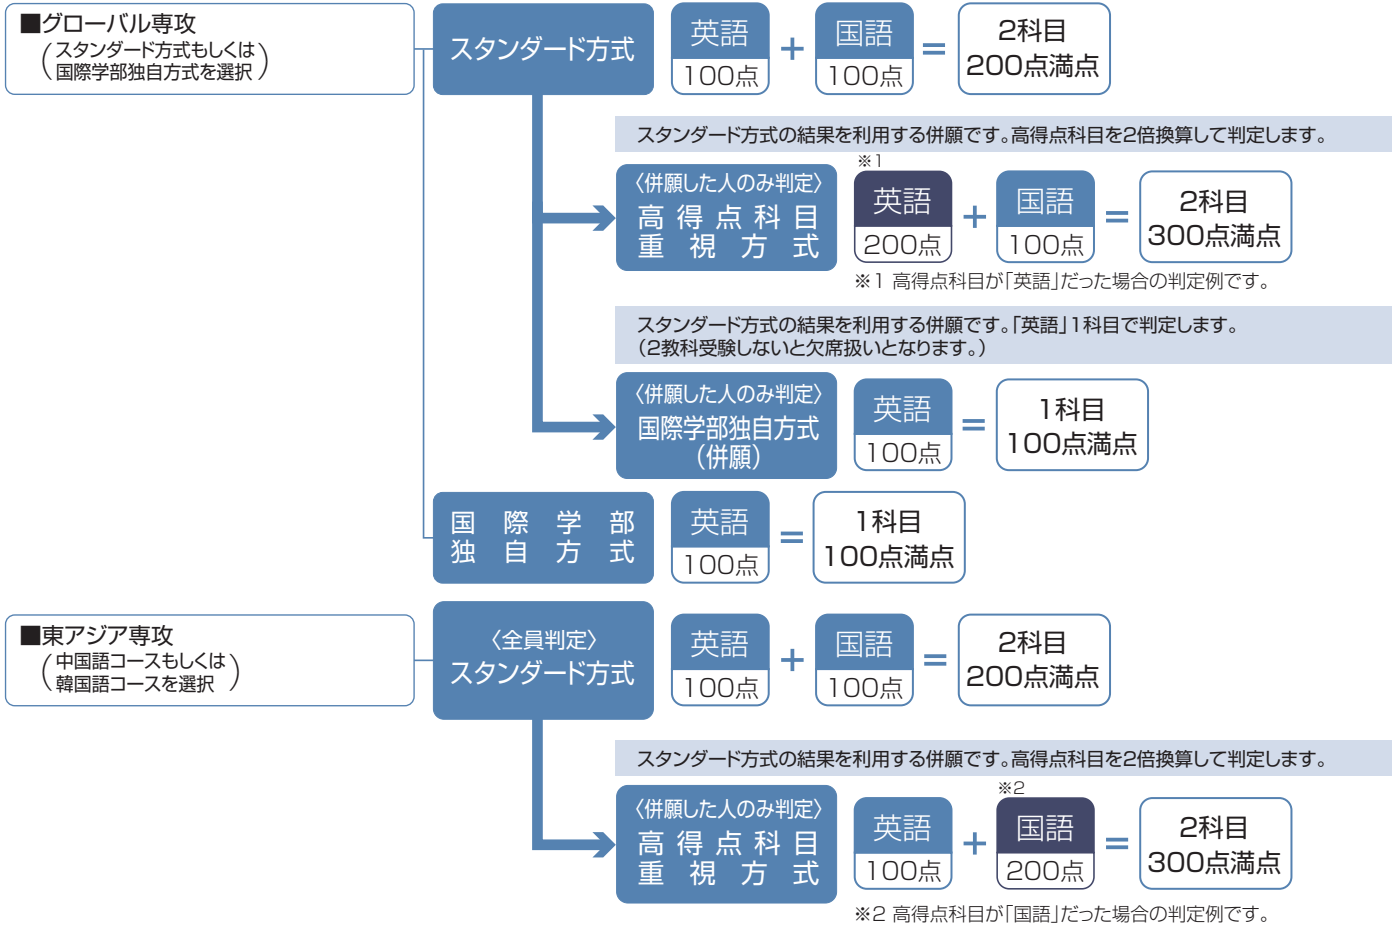 ■グローバル専攻
(スタンダード方式もしくは
国際学部独自方式を選択)
スタンダード方式
英語
100点
+
国語
100点
=
2科目
200点満点
スタンダード方式の結果を利用する併願です。高得点科目を2倍換算して判定します。
〈併願した人のみ判定〉
高得点科目
重視方式
※1
英語
200点
+
国語
100点
=
2科目
300点満点
※1 高得点科目が「英語」だった場合の判定例です。
スタンダード方式の結果を利用する併願です。「英語」1科目で判定します。
(2教科受験しないと欠席扱いとなります。)
〈併願した人のみ判定〉
国際学部独自方式
(併願)
英語
100点
=
1科目
100点満点
国際学部
独自方式
英語
100点
=
1科目
100点満点
■東アジア専攻
(中国語コースもしくは
韓国語コースを選択)
〈全員判定〉
スタンダード方式
英語
100点
+
国語
100点
=
2科目
200点満点
スタンダード方式の結果を利用する併願です。高得点科目を2倍換算して判定します。
〈併願した人のみ判定〉
高得点科目
重視方式
英語
100点
+
※2
国語
200点
=
2科目
300点満点
※2 高得点科目が「国語」だった場合の判定例です。